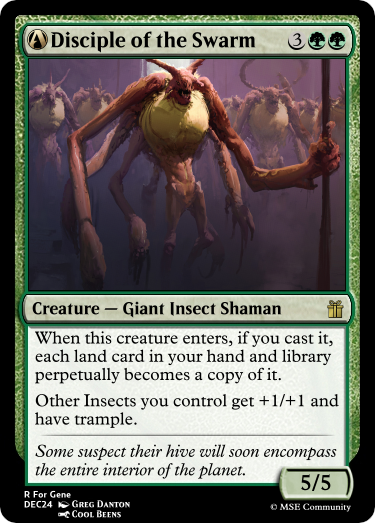 Disciple of the Swarm 3
Creature — Giant Insect Shaman
When this creature enters, if you cast it,
each land card in your hand and library
perpetually becomes a copy of it.
Other Insects you control get +1/+1 and
have trample.
Some suspect their hive will soon encompass
the entire interior of the planet.
5/5
R For Gene
DEC24 Greg Danton
Cool Beens
© MSE Community